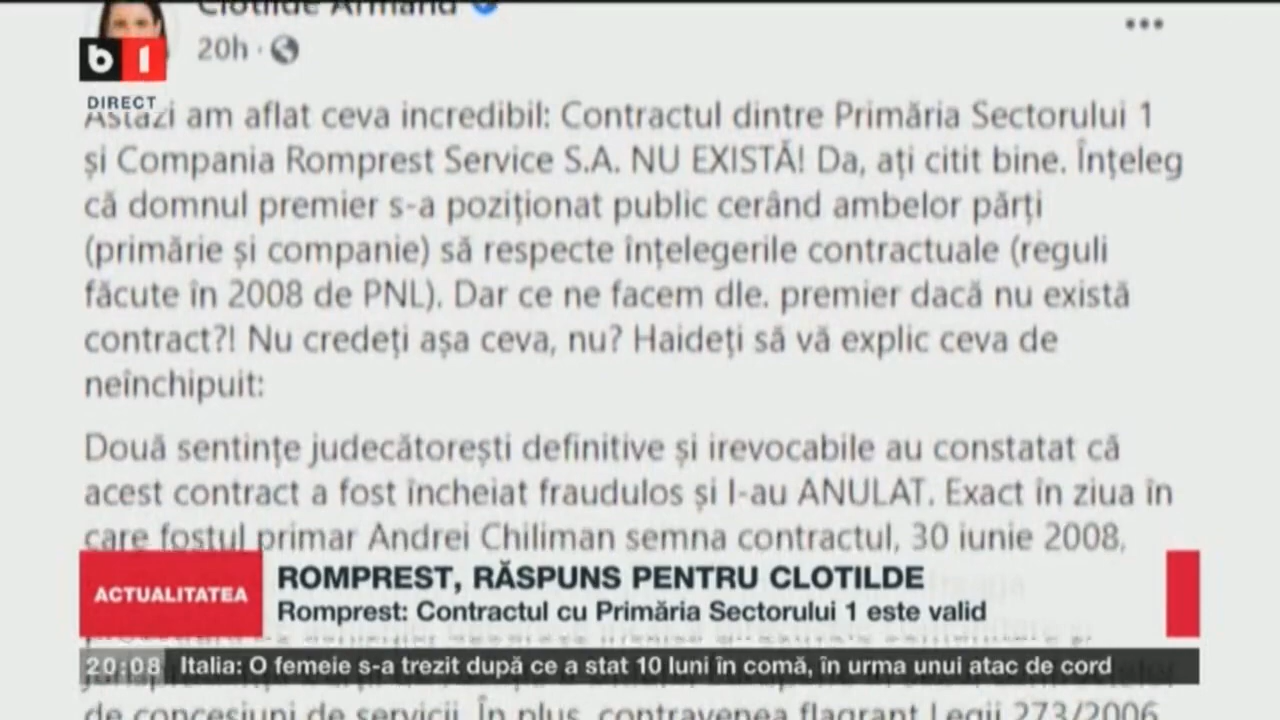 Clotilde Armand
20h
b 1
DIRECT
Astăzi am aflat ceva incredibil: Contractul dintre Primăria Sectorului 1
și Compania Romprest Service S.A. NU EXISTĂ! Da, ați citit bine. Înțeleg
că domnul premier s-a poziționat public cerând ambelor părți
(primărie și companie) să respecte înțelegerile contractuale (reguli
făcute în 2008 de PNL). Dar ce ne facem dle. premier dacă nu există
contract?! Nu credeți așa ceva, nu? Haideți să vă explic ceva de
neînchipuit:
Două sentințe judecătorești definitive și irevocabile au constatat că
acest contract a fost încheiat fraudulos și l-au ANULAT. Exact în ziua în
care fostul primar Andrei Chiliman semna contractul, 30 iunie 2008,
ACTUALITATEA
ROMPREST, RĂSPUNS PENTRU CLOTILDE
Romprest: Contractul cu Primăria Sectorului 1 este valid
20:08 Italia: O femeie s-a trezit după ce a stat 10 luni în comă, în urma unui atac de cord
de concesiuni de servicii. În plus, contravenea flagrant Legii 273/2006